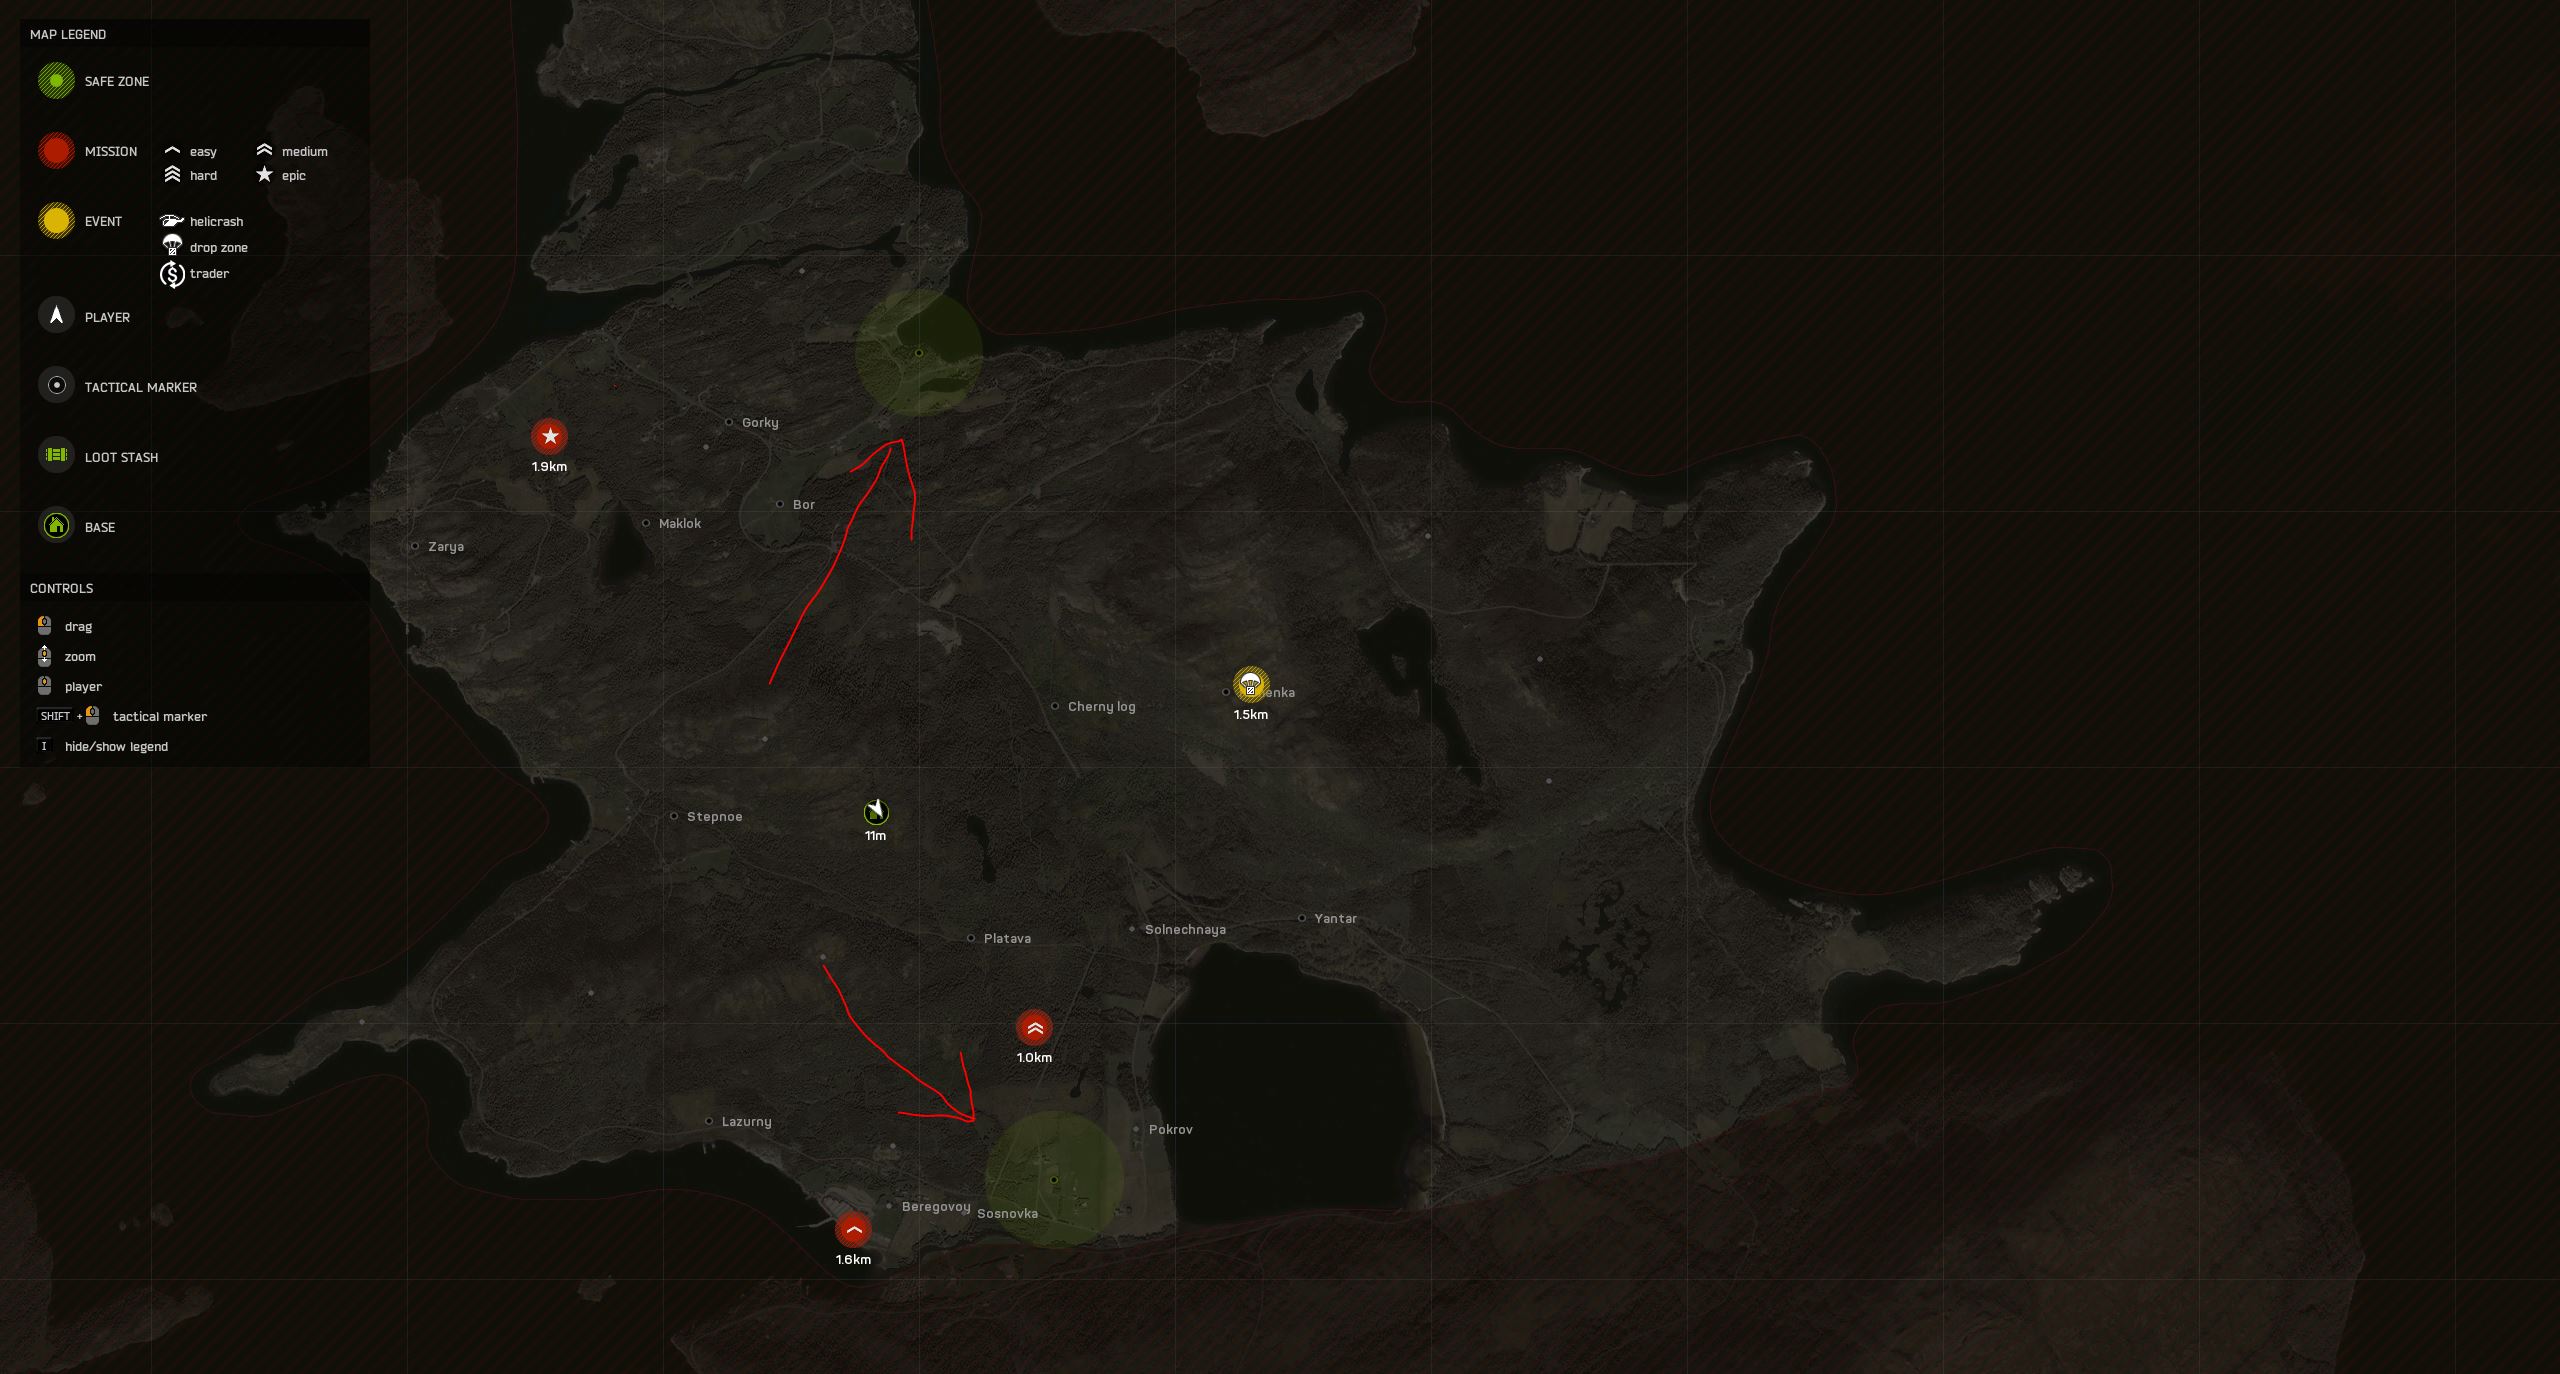 MAP LEGEND
SAFE ZONE
MISSION
easy
medium
hard
epic
EVENT
helicrash
drop zone
trader
PLAYER
TACTICAL MARKER
LOOT STASH
BASE
CONTROLS
drag
zoom
player
SHIFT + tactical marker
I hide/show legend
Gorky
1.9km
Bor
Maklok
Zarya
enka
Cherny log
1.5km
Stepnoe
11m
Yantar
Solnechnaya
Platava
1.0km
Lazurny
Pokrov
Beregovoy
Sosnovka
1.6km